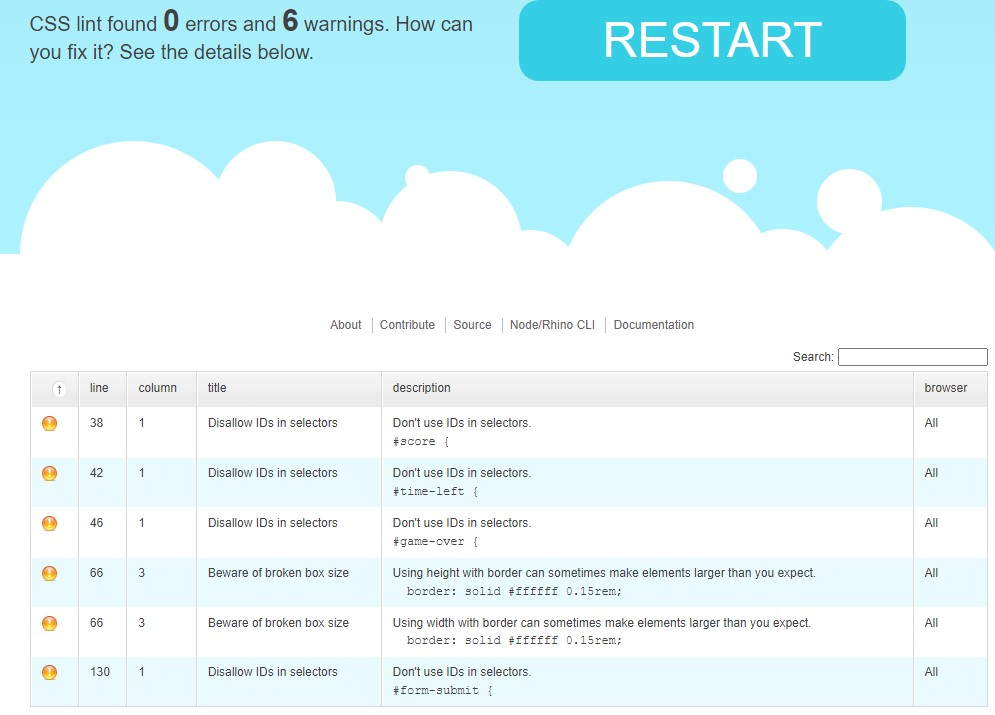 CSS lint found 0 errors and 6 warnings. How can
you fix it? See the details below.
RESTART
About | Contribute | Source | Node/Rhino CLI | Documentation
Search:
↑ line column title description browser
38 1 Disallow IDs in selectors Don't use IDs in selectors. All
#score {
42 1 Disallow IDs in selectors Don't use IDs in selectors. All
#time-left {
46 1 Disallow IDs in selectors Don't use IDs in selectors. All
#game-over {
66 3 Beware of broken box size Using height with border can sometimes make elements larger than you expect. All
border: solid #ffffff 0.15rem;
66 3 Beware of broken box size Using width with border can sometimes make elements larger than you expect. All
border: solid #ffffff 0.15rem;
130 1 Disallow IDs in selectors Don't use IDs in selectors. All
#form-submit {